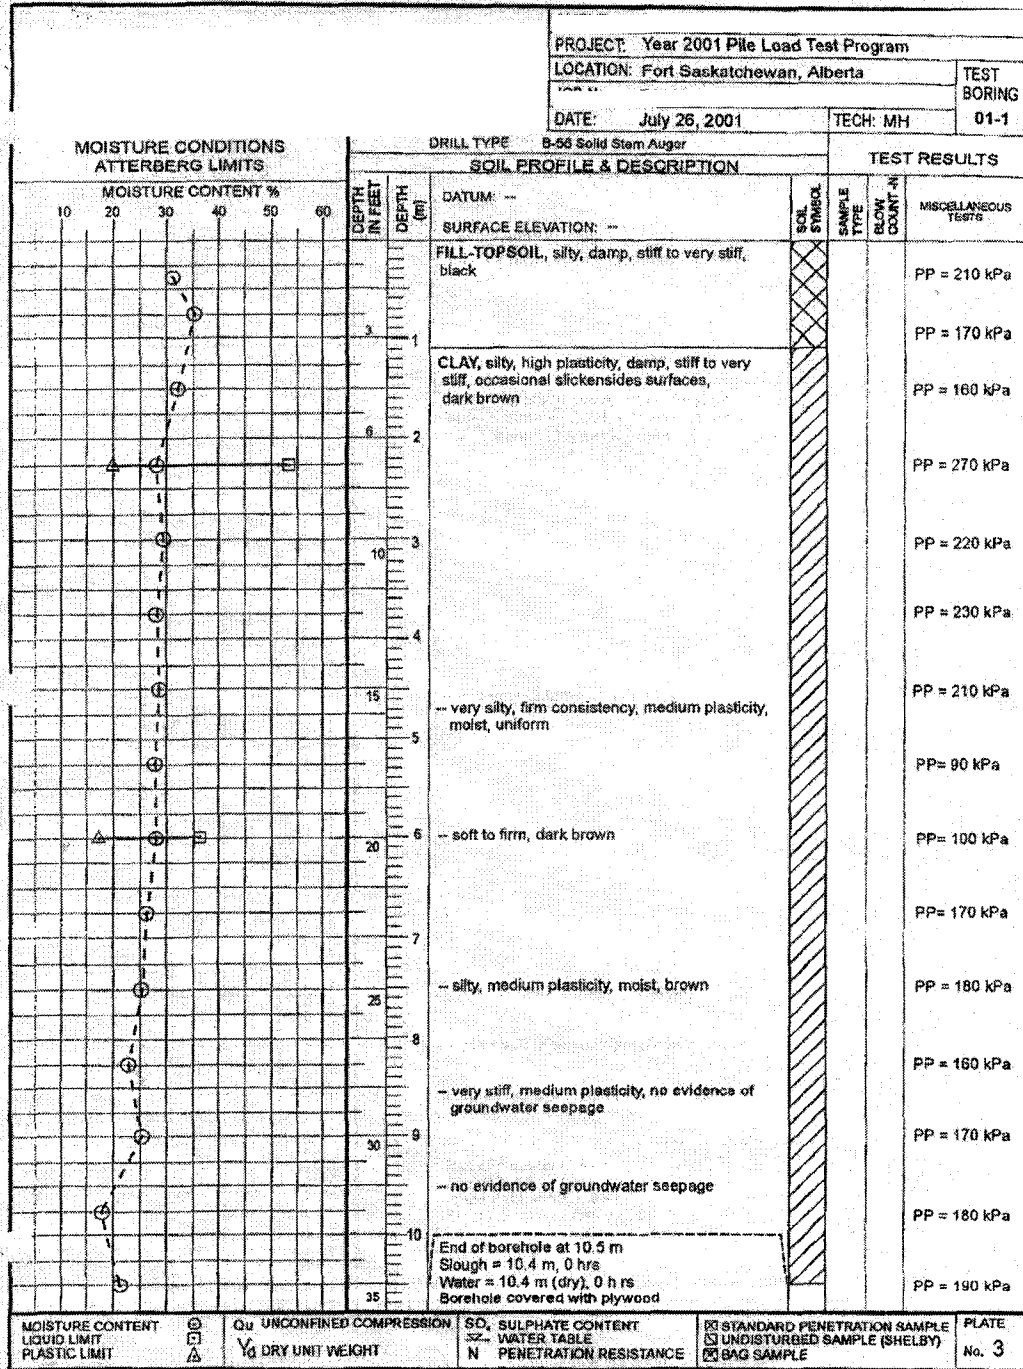 PROJECT: Year 2001 Pile Load Test Program
LOCATION: Fort Saskatchewan, Alberta
TEST BORING
01-1
DATE: July 26, 2001
TECH: MH
MOISTURE CONDITIONS
ATTERBERG LIMITS
DRILL TYPE B-56 Solid Stem Auger
SOIL PROFILE & DESCRIPTION
TEST RESULTS
MOISTURE CONTENT %
10 20 30 40 50 60
DEPTH IN FEET
DEPTH (m)
DATUM: --
SURFACE ELEVATION: --
SOIL SYMBOL
SAMPLE TYPE
BLOW COUNT -N
MISCELLANEOUS TESTS
FILL-TOPSOIL, silty, damp, stiff to very stiff,
black
PP = 210 kPa
3
1
PP = 170 kPa
CLAY, silty, high plasticity, damp, stiff to very
stiff, occasional slickensides surfaces,
dark brown
PP = 160 kPa
6
2
PP = 270 kPa
10
3
PP = 220 kPa
PP = 230 kPa
4
15
PP = 210 kPa
-- very silty, firm consistency, medium plasticity,
moist, uniform
5
PP= 90 kPa
20
6
-- soft to firm, dark brown
PP= 100 kPa
PP= 170 kPa
7
25
-- silty, medium plasticity, moist, brown
PP = 180 kPa
8
PP = 160 kPa
-- very stiff, medium plasticity, no evidence of
groundwater seepage
30
9
PP = 170 kPa
-- no evidence of groundwater seepage
PP = 180 kPa
10
End of borehole at 10.5 m
Slough = 10.4 m, 0 hrs
Water = 10.4 m (dry), 0 h rs
Borehole covered with plywood
35
PP = 190 kPa
MOISTURE CONTENT
LIQUID LIMIT
PLASTIC LIMIT
Qu UNCONFINED COMPRESSION
γd DRY UNIT WEIGHT
SO4 SULPHATE CONTENT
WATER TABLE
N PENETRATION RESISTANCE
STANDARD PENETRATION SAMPLE
UNDISTURBED SAMPLE (SHELBY)
BAG SAMPLE
PLATE
No. 3